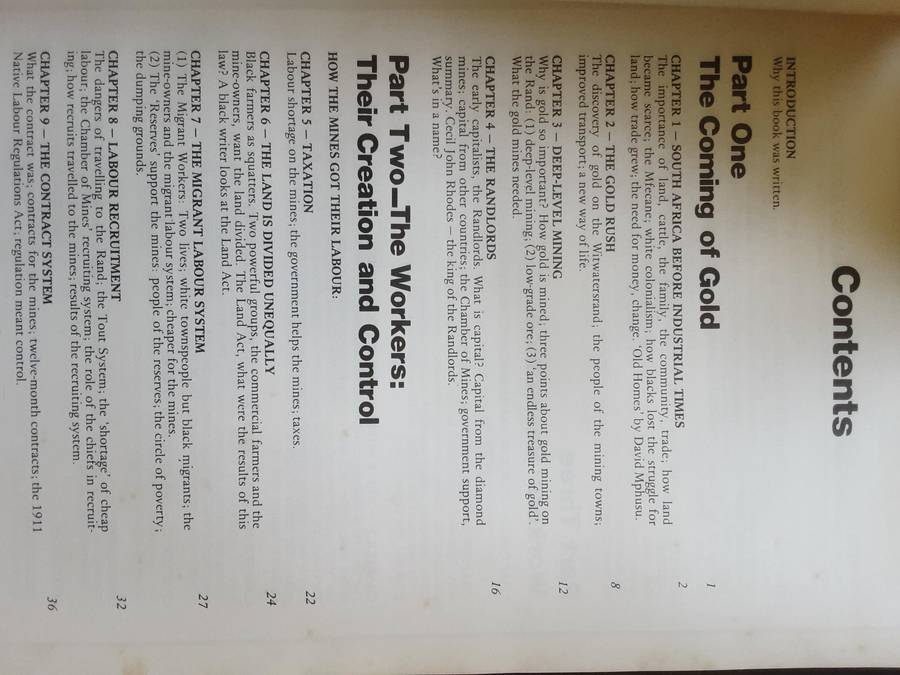 Contents
INTRODUCTION
Why this book was written.
Part One
The Coming of Gold 1
CHAPTER 1 – SOUTH AFRICA BEFORE INDUSTRIAL TIMES 2
The importance of land, cattle, the family, the community, trade; how land
became scarce; the Mfecane; white colonialism; how blacks lost the struggle for
land; how trade grew; the need for money, change. 'Old Homes' by David Mphusu.
CHAPTER 2 – THE GOLD RUSH 8
The discovery of gold on the Witwatersrand; the people of the mining towns;
improved transport; a new way of life.
CHAPTER 3 – DEEP-LEVEL MINING 12
Why is gold so important? How gold is mined; three points about gold mining on
the Rand: (1) deep-level mining; (2) low-grade ore; (3) 'an endless treasure of gold'.
What the gold mines needed.
CHAPTER 4 – THE RANDLORDS 16
The early capitalists, the Randlords. What is capital? Capital from the diamond
mines; capital from other countries; the Chamber of Mines; government support,
summary. Cecil John Rhodes – the king of the Randlords.
What's in a name?
Part Two—The Workers:
Their Creation and Control
HOW THE MINES GOT THEIR LABOUR:
CHAPTER 5 – TAXATION 22
Labour shortage on the mines; the government helps the mines; taxes.
CHAPTER 6 – THE LAND IS DIVIDED UNEQUALLY 24
Black farmers as squatters. Two powerful groups, the commercial farmers and the
mine-owners, want the land divided. The Land Act, what were the results of this
law? A black writer looks at the Land Act.
CHAPTER 7 – THE MIGRANT LABOUR SYSTEM 27
(1) The Migrant Workers: Two lives; white townspeople but black migrants; the
mine-owners and the migrant labour system; cheaper for the mines.
(2) The 'Reserves' support the mines: people of the reserves; the circle of poverty;
the dumping grounds.
CHAPTER 8 – LABOUR RECRUITMENT 32
The dangers of travelling to the Rand; the Tout System; the 'shortage' of cheap
labour; the Chamber of Mines' recruiting system; the role of the chiefs in recruit-
ing; how recruits travelled to the mines; results of the recruiting system.
CHAPTER 9 – THE CONTRACT SYSTEM 36
What the contract was; contracts for the mines; twelve-month contracts; the 1911
Native Labour Regulations Act; regulation meant control.